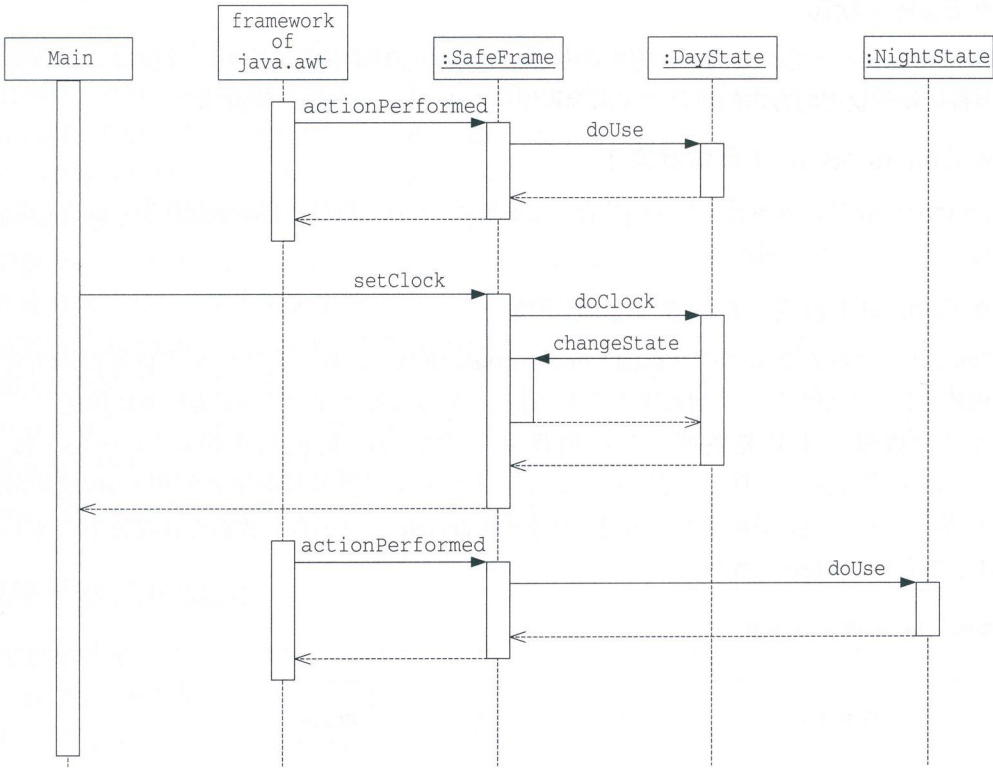 Main
framework
of
java.awt
:SafeFrame
:DayState
:NightState
actionPerformed
doUse
setClock
doClock
changeState
actionPerformed
doUse